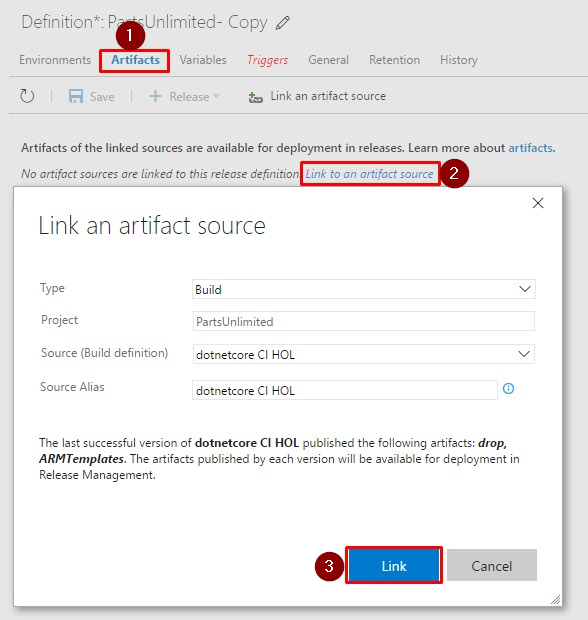 Definition*: PartsUnlimited- Copy
1
Environments Artifacts Variables Triggers General Retention History
Save Release Link an artifact source
Artifacts of the linked sources are available for deployment in releases. Learn more about artifacts.
No artifact sources are linked to this release definition. Link to an artifact source 2
Link an artifact source
Type Build
Project PartsUnlimited
Source (Build definition) dotnetcore CI HOL
Source Alias dotnetcore CI HOL
The last successful version of dotnetcore CI HOL published the following artifacts: drop,
ARMTemplates. The artifacts published by each version will be available for deployment in
Release Management.
3 Link Cancel